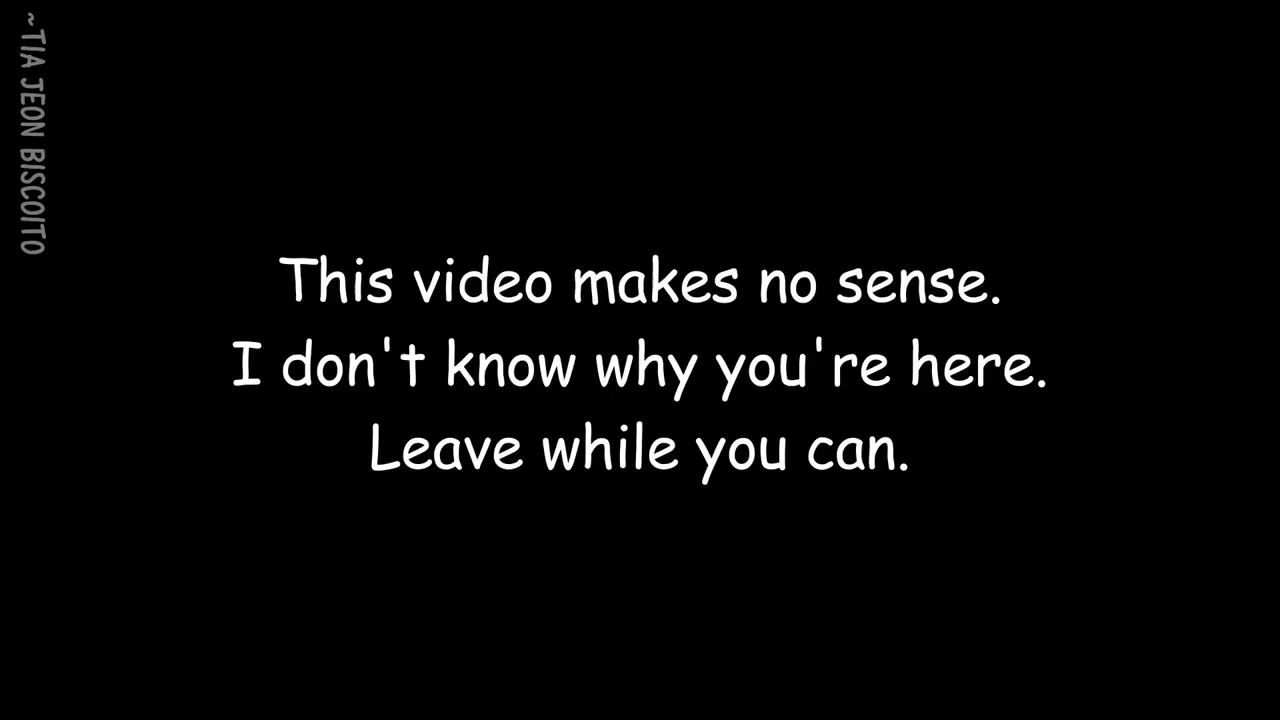 ~TIA JEON BISCOITO
This video makes no sense.
I don't know why you're here.
Leave while you can.